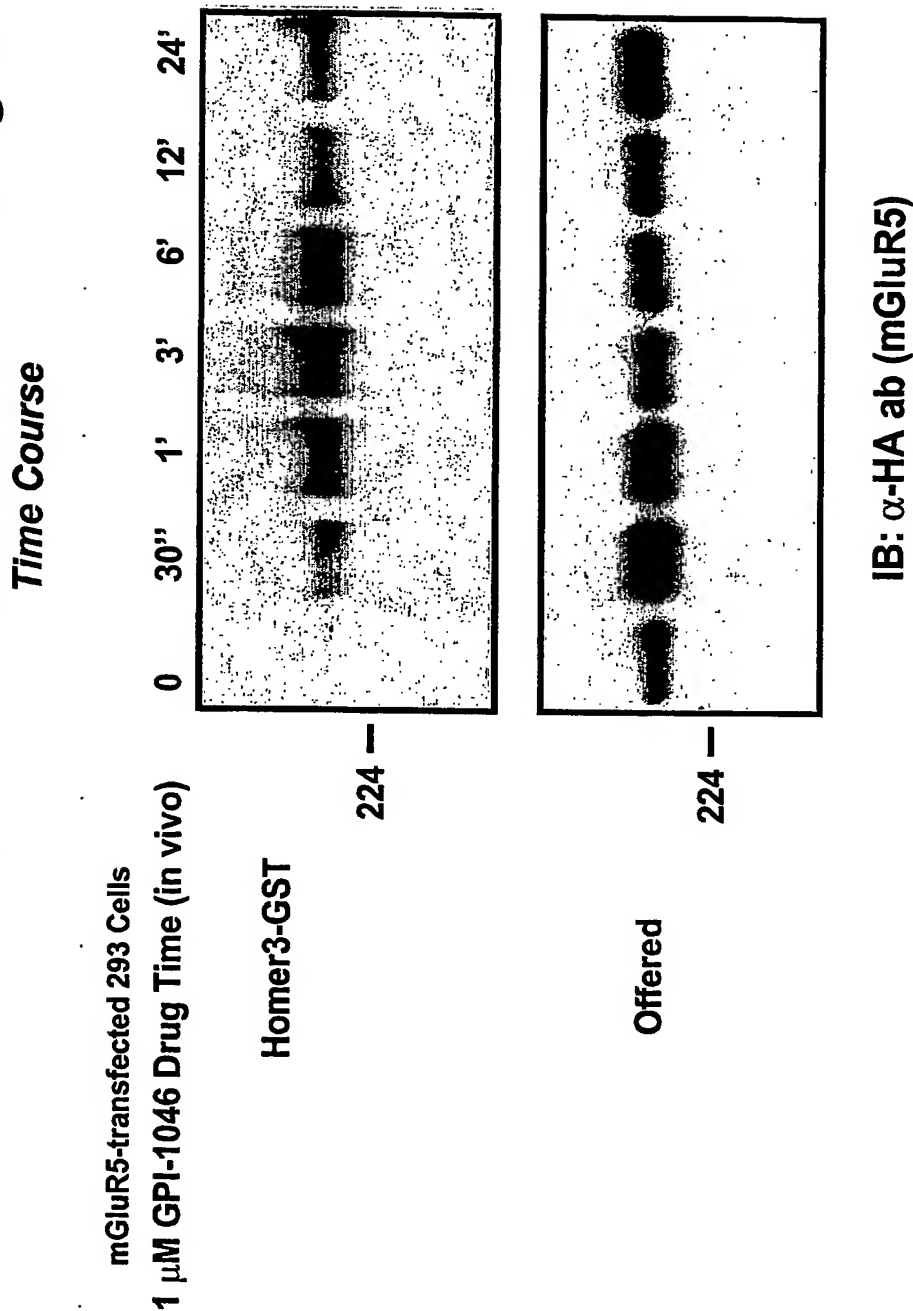 Time Course
mGluR5-transfected 293 Cells
1 μM GPI-1046 Drug Time (in vivo) 0 30'' 1' 3' 6' 12' 24'
Homer3-GST
224 –
Offered
224 –
IB: α-HA ab (mGluR5)